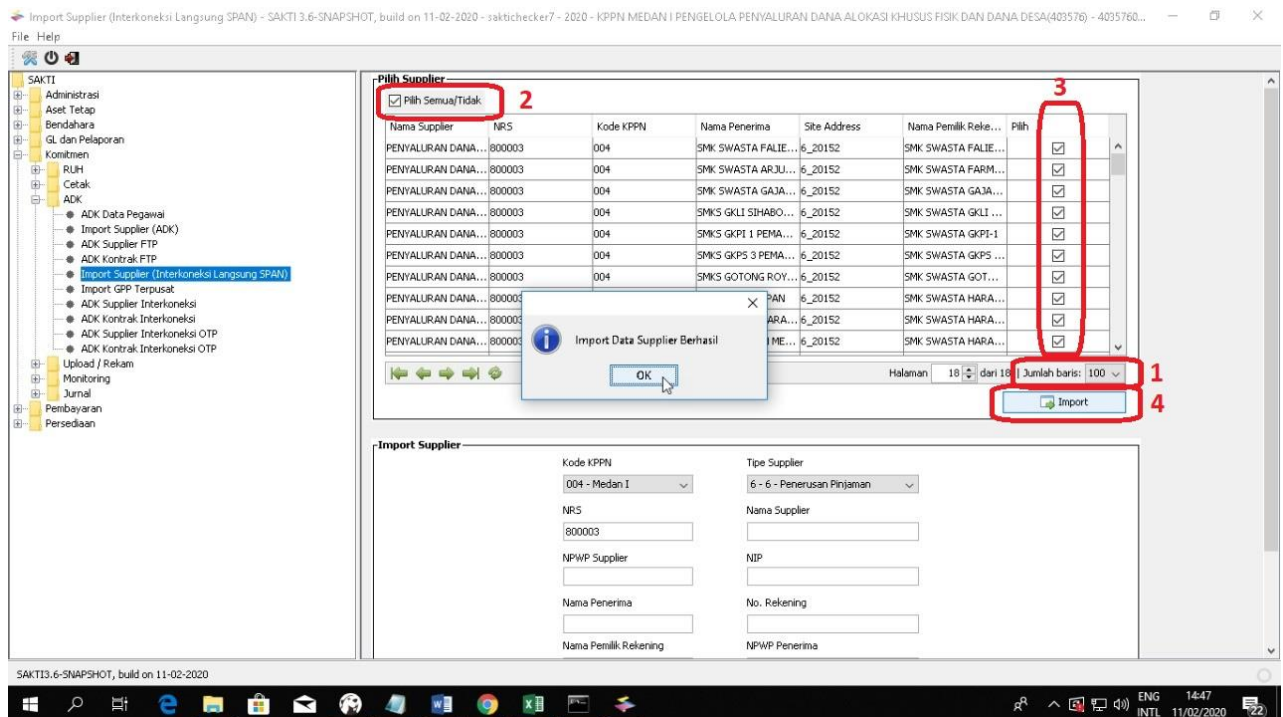 Import Supplier (Interkoneksi Langsung SPAN) - SAKTI 3.6-SNAPSHOT, build on 11-02-2020 - saktichecker7 - 2020 - KPPN MEDAN I PENGELOLA PENYALURAN DANA ALOKASI KHUSUS FISIK DAN DANA DESA(403576) - 4035760...
File Help
SAKTI
Administrasi
Aset Tetap
Bendahara
GL dan Pelaporan
Komitmen
RUH
Cetak
ADK
ADK Data Pegawai
Import Supplier (ADK)
ADK Supplier FTP
ADK Kontrak FTP
Import Supplier (Interkoneksi Langsung SPAN)
Import GPP Terpusat
ADK Supplier Interkoneksi
ADK Kontrak Interkoneksi
ADK Supplier Interkoneksi OTP
ADK Kontrak Interkoneksi OTP
Upload / Rekam
Monitoring
Jurnal
Pembayaran
Persediaan
Pilih Supplier
Pilih Semua/Tidak 2 3
Nama Supplier NRS Kode KPPN Nama Penerima Site Address Nama Pemilik Reke... Pilih
PENYALURAN DANA... 800003 004 SMK SWASTA FALIE... 6_20152 SMK SWASTA FALIE...
PENYALURAN DANA... 800003 004 SMK SWASTA ARJU... 6_20152 SMK SWASTA FARM...
PENYALURAN DANA... 800003 004 SMK SWASTA GAJA... 6_20152 SMK SWASTA GAJA...
PENYALURAN DANA... 800003 004 SMKS GKLI SIHABO... 6_20152 SMK SWASTA GKLI ...
PENYALURAN DANA... 800003 004 SMKS GKPI 1 PEMA... 6_20152 SMK SWASTA GKPI-1
PENYALURAN DANA... 800003 004 SMKS GKPS 3 PEMA... 6_20152 SMK SWASTA GKPS ...
PENYALURAN DANA... 800003 004 SMKS GOTONG ROY... 6_20152 SMK SWASTA GOT...
PENYALURAN DANA... 800003 PAN 6_20152 SMK SWASTA HARA...
PENYALURAN DANA... 800003 ARA... 6_20152 SMK SWASTA HARA...
PENYALURAN DANA... 800003 ME... 6_20152 SMK SWASTA HARA...
Import Data Supplier Berhasil
OK
Halaman 18 dari 18 | Jumlah baris: 100 1
Import 4
Import Supplier
Kode KPPN Tipe Supplier
004 - Medan I 6 - 6 - Penerusan Pinjaman
NRS Nama Supplier
800003
NPWP Supplier NIP
Nama Penerima No. Rekening
Nama Pemilik Rekening NPWP Penerima
SAKTI3.6-SNAPSHOT, build on 11-02-2020
ENG 14:47
INTL 11/02/2020 22